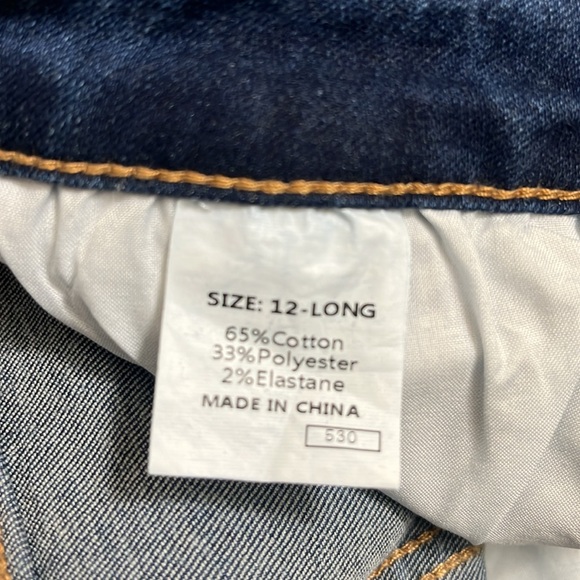 SIZE: 12-LONG
65%Cotton
33%Polyester
2%Elastane
MADE IN CHINA
530